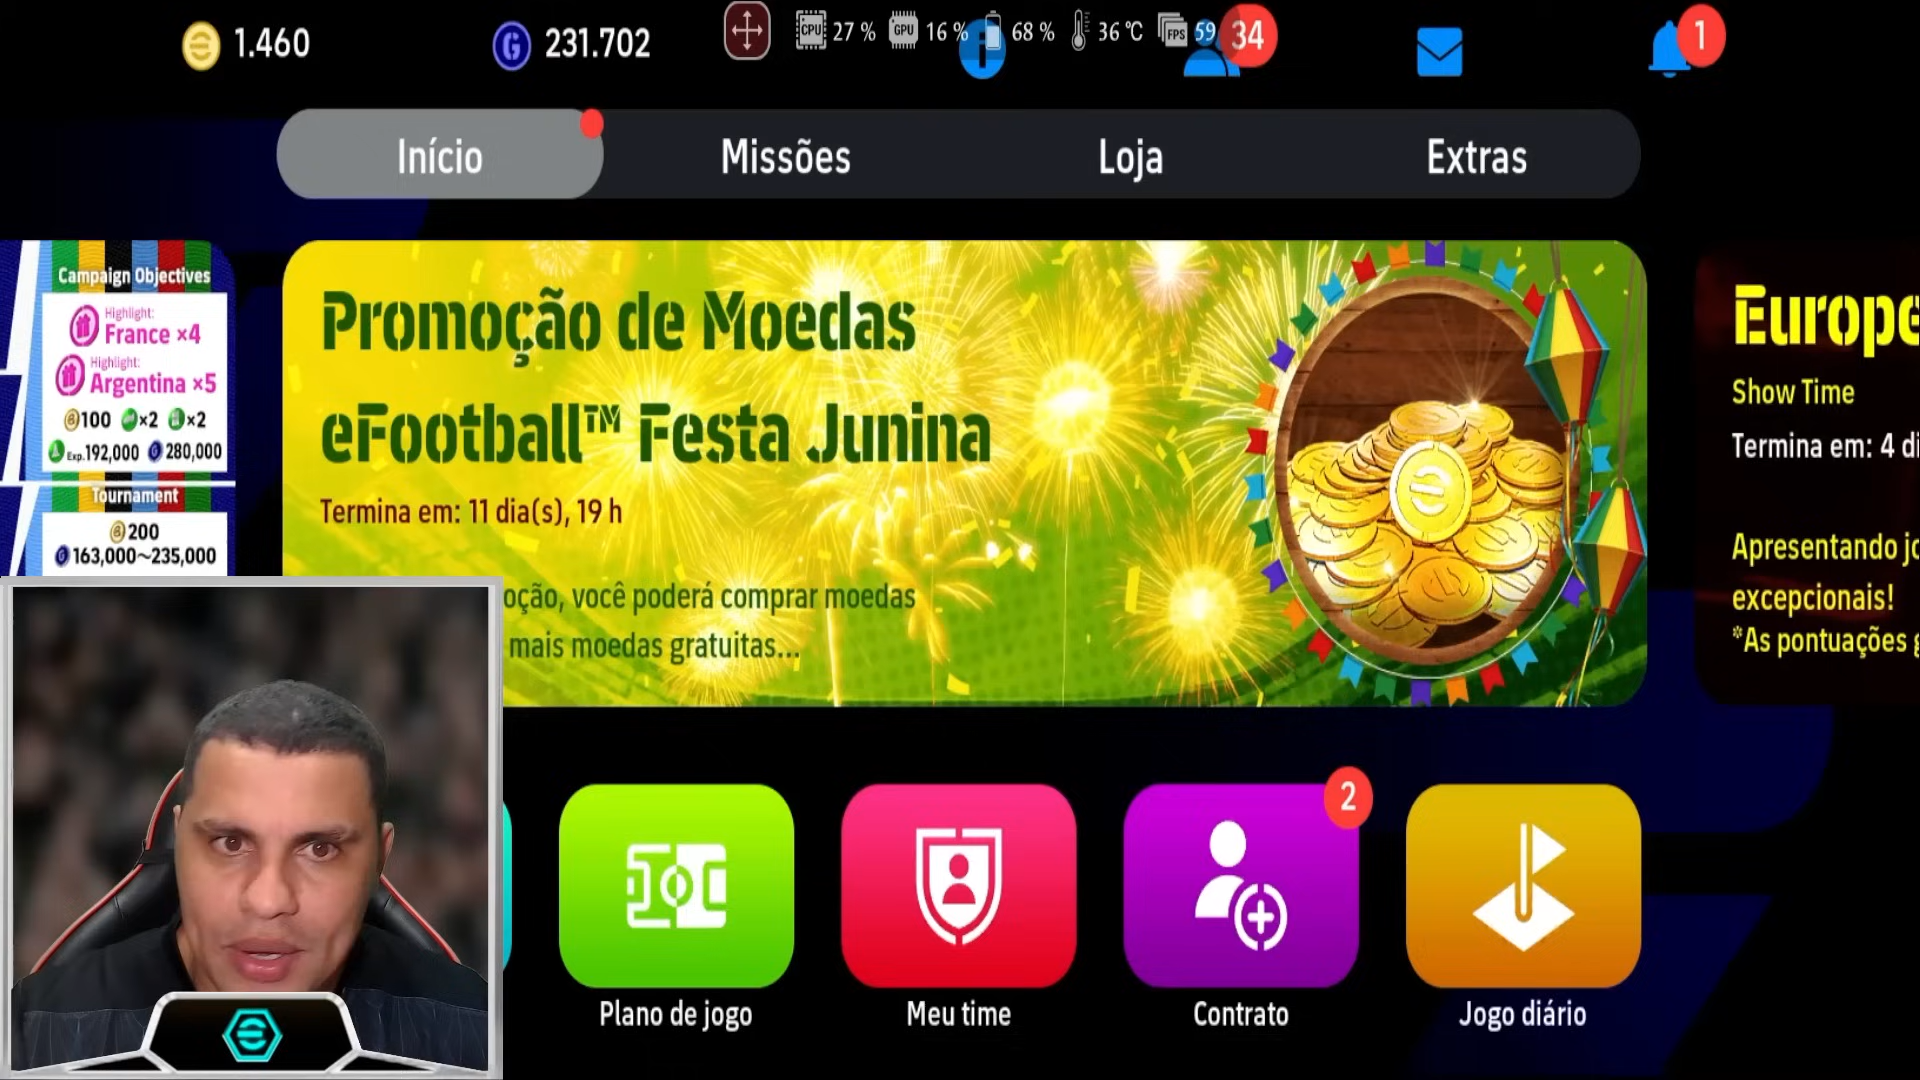 1.460
231.702
CPU 27 %
GPU 16 %
68 %
36 °C
FPS 59
34
1
Início
Missões
Loja
Extras
Campaign Objectives
Highlight:
France ×4
Highlight:
Argentina ×5
100 ×2 ×2
Exp.192,000 280,000
Tournament
200
163,000~235,000
Promoção de Moedas
eFootball™ Festa Junina
Termina em: 11 dia(s), 19 h
oção, você poderá comprar moedas
mais moedas gratuitas...
Europe
Show Time
Termina em: 4 di
Apresentando jo
excepcionais!
*As pontuações g
2
Plano de jogo
Meu time
Contrato
Jogo diário